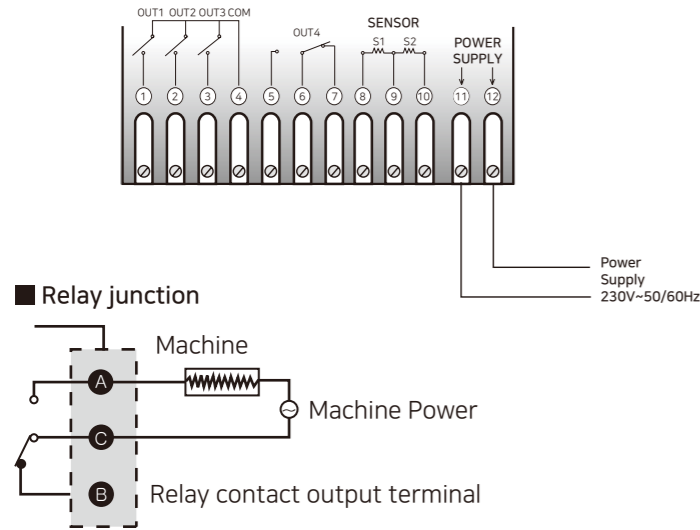 OUT1 OUT2 OUT3 COM
OUT4
SENSOR
S1 S2
POWER
SUPPLY
1 2 3 4 5 6 7 8 9 10 11 12
Power
Supply
230V~50/60Hz
■ Relay junction
Machine
A
Machine Power
C
B
Relay contact output terminal